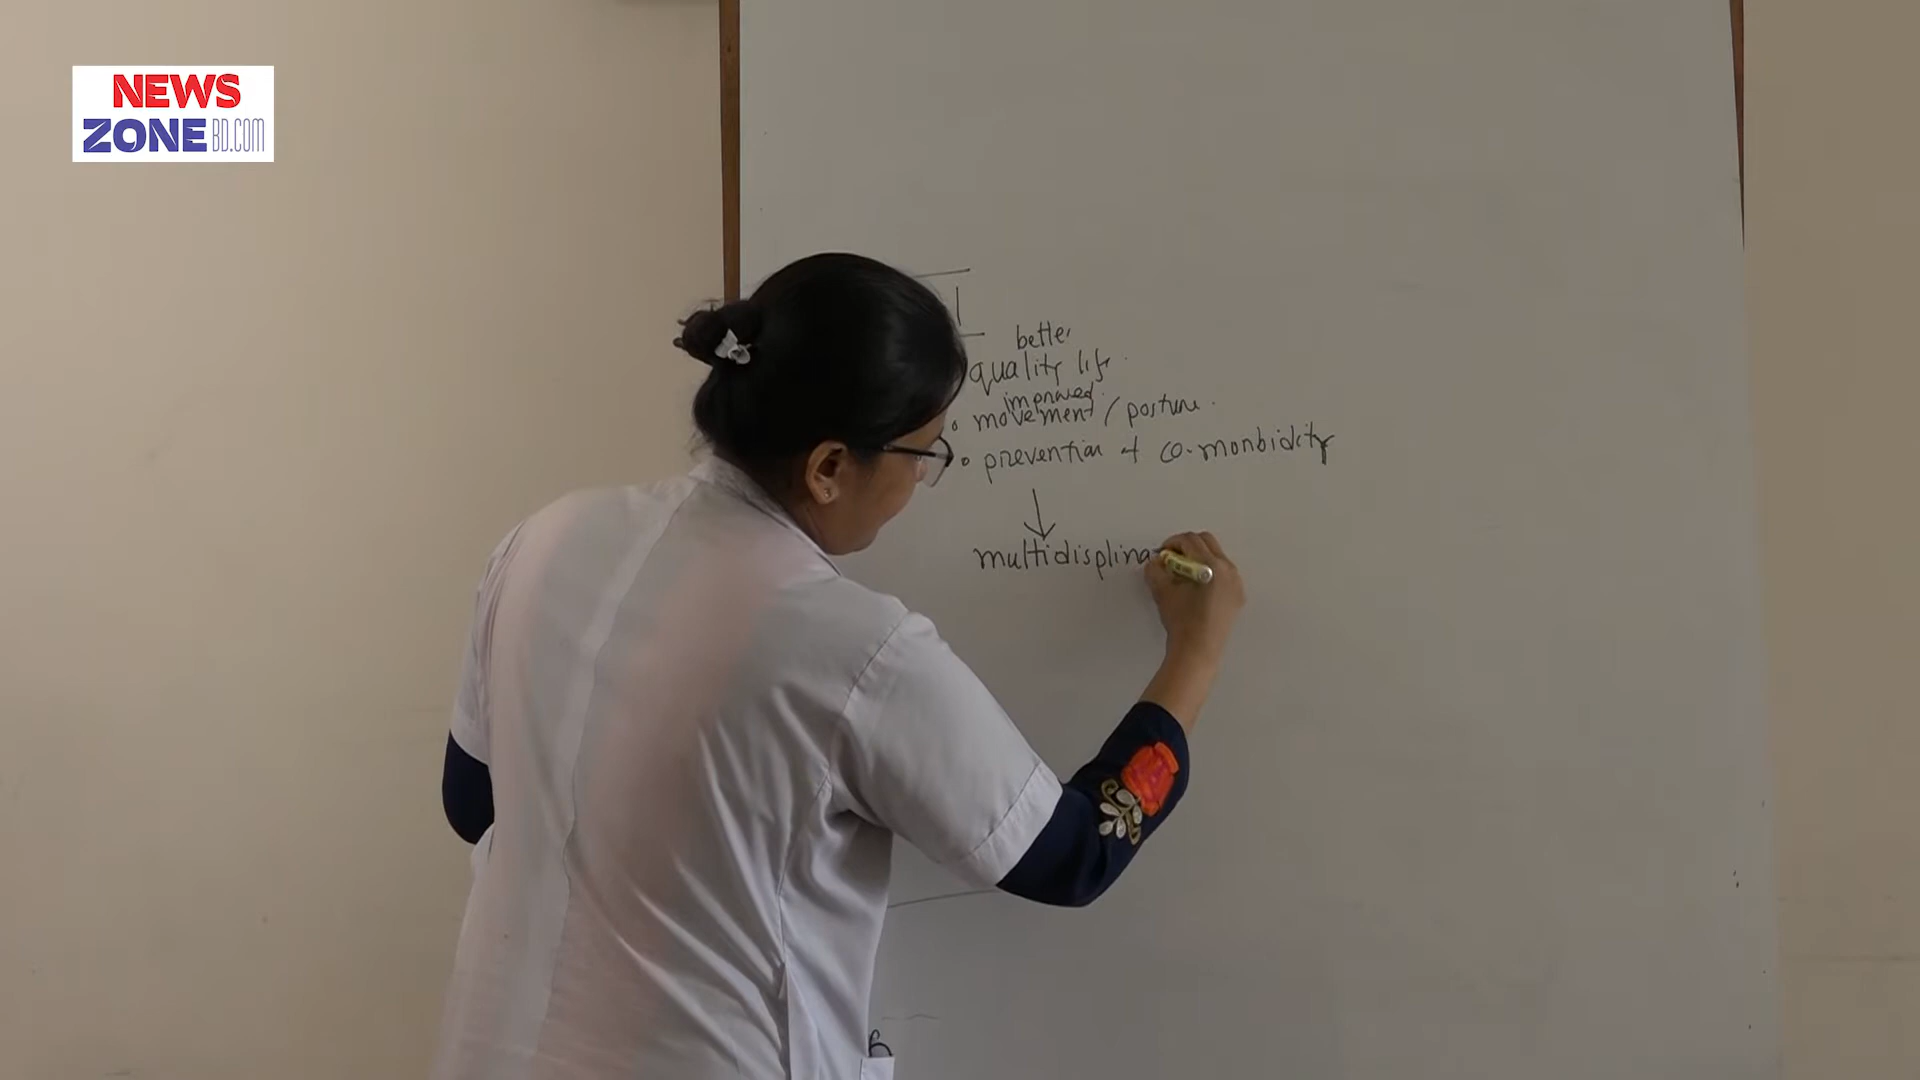 NEWS
ZONE BD.COM
better
quality life
improved
• movement / posture.
• prevention of co-morbidity
↓
multidisplina